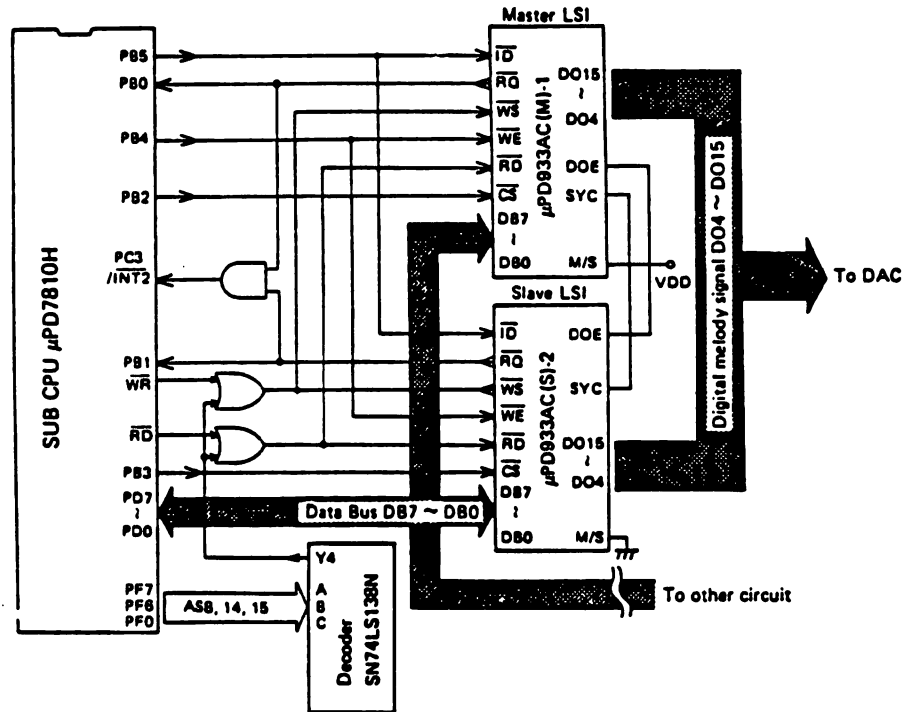 Master LSI
PB5
PB0
PB4
PB2
PC3
/INT2
PB1
WR
RD
PB3
PD7
~
PD0
PF7
PF6
PF0
SUB CPU µPD7810H
ID
RQ
WS
WE
RD
CS
DB7
~
DB0
µPD933AC(M)-1
DO15
~
DO4
DOE
SYC
M/S
VDD
Slave LSI
ID
RQ
WS
WE
RD
CS
DB7
~
DB0
µPD933AC(S)-2
DOE
SYC
DO15
~
DO4
M/S
Digital melody signal DO4 ~ DO15
To DAC
Data Bus DB7 ~ DB0
AS8, 14, 15
Y4
A
B
C
Decoder
SN74LS138N
To other circuit